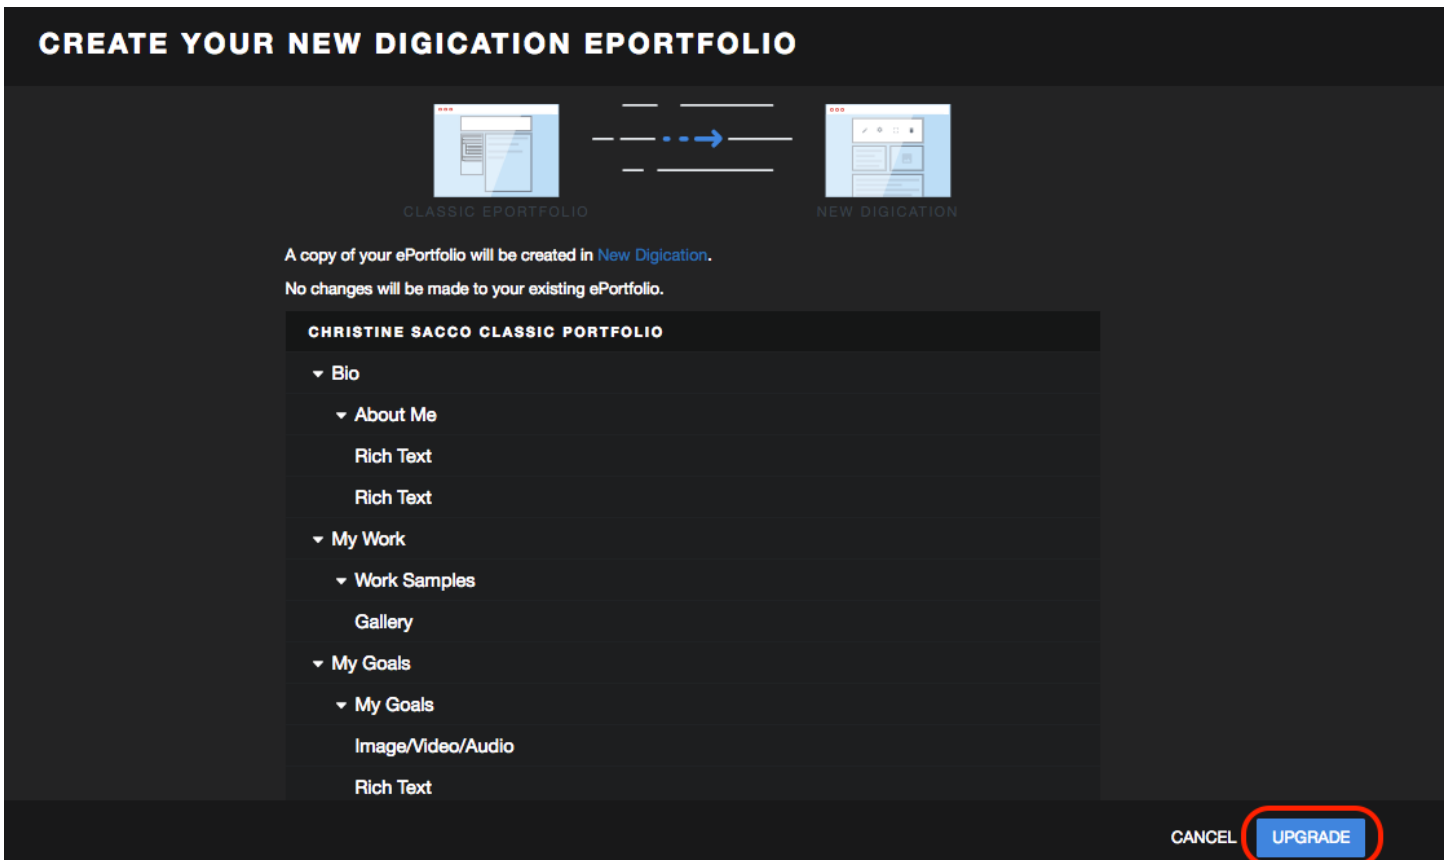 CREATE YOUR NEW DIGICATION EPORTFOLIO
CLASSIC EPORTFOLIO
NEW DIGICATION
A copy of your ePortfolio will be created in New Digication.
No changes will be made to your existing ePortfolio.
CHRISTINE SACCO CLASSIC PORTFOLIO
Bio
About Me
Rich Text
Rich Text
My Work
Work Samples
Gallery
My Goals
My Goals
Image/Video/Audio
Rich Text
CANCEL
UPGRADE